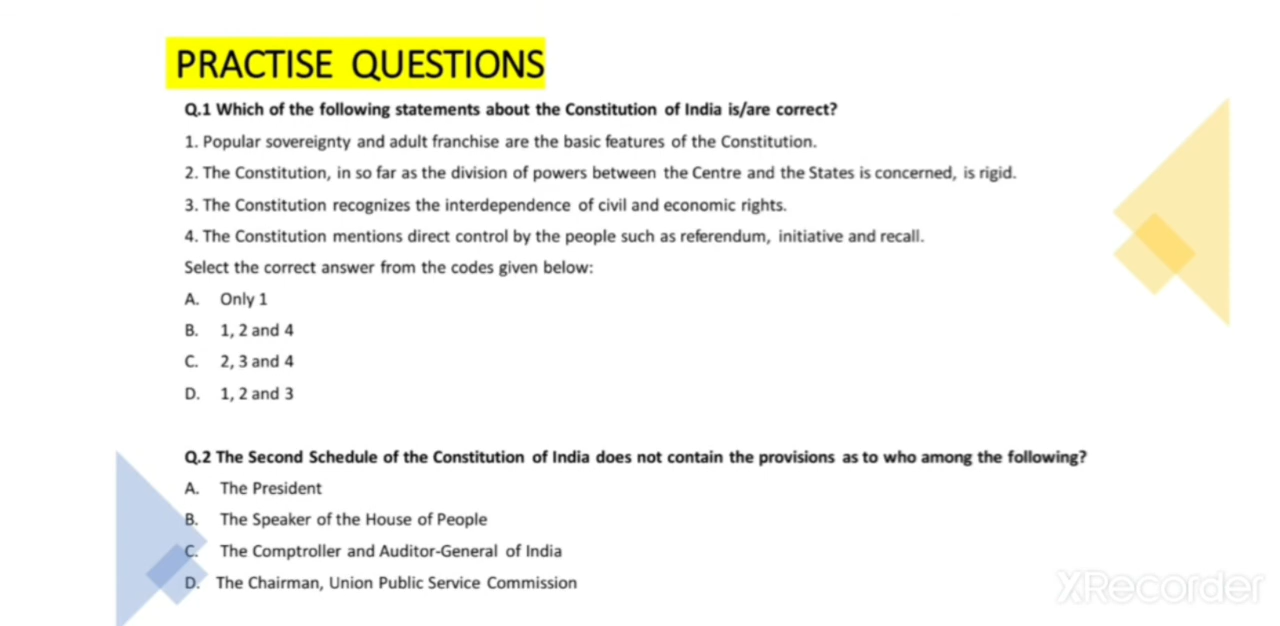 PRACTISE QUESTIONS
Q.1 Which of the following statements about the Constitution of India is/are correct?
1. Popular sovereignty and adult franchise are the basic features of the Constitution.
2. The Constitution, in so far as the division of powers between the Centre and the States is concerned, is rigid.
3. The Constitution recognizes the interdependence of civil and economic rights.
4. The Constitution mentions direct control by the people such as referendum, initiative and recall.
Select the correct answer from the codes given below:
A. Only 1
B. 1, 2 and 4
C. 2, 3 and 4
D. 1, 2 and 3
Q.2 The Second Schedule of the Constitution of India does not contain the provisions as to who among the following?
A. The President
B. The Speaker of the House of People
C. The Comptroller and Auditor-General of India
D. The Chairman, Union Public Service Commission
XRecorder